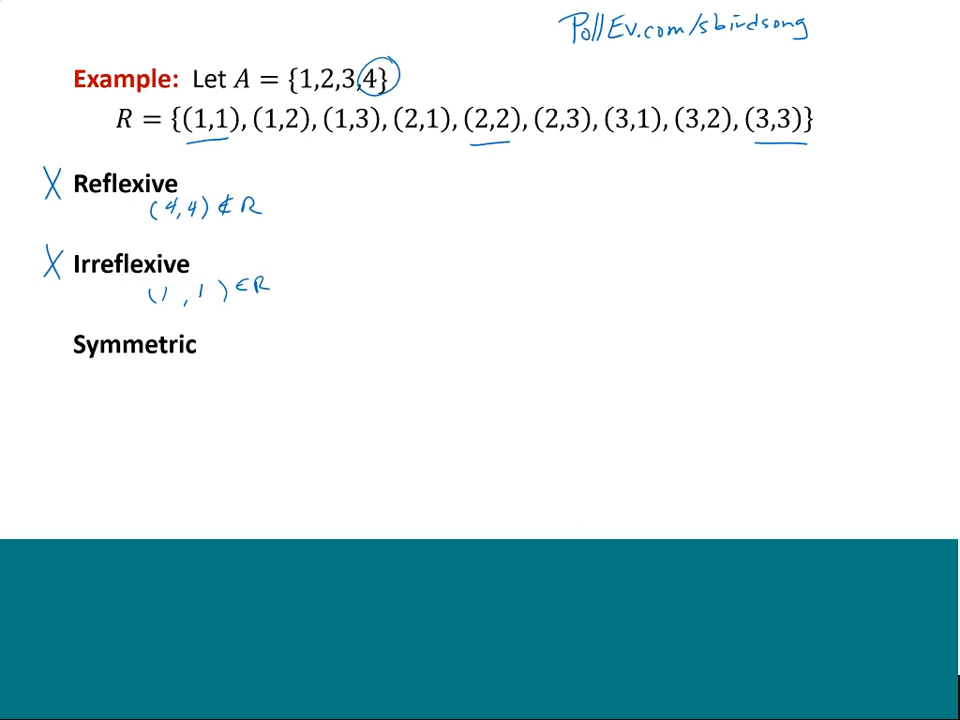 PollEv.com/sbirdsong
Example: Let A = {1,2,3,4}
R = {(1,1), (1,2), (1,3), (2,1), (2,2), (2,3), (3,1), (3,2), (3,3)}
X Reflexive
(4,4) ∉ R
X Irreflexive
(1, 1) ∈ R
Symmetric